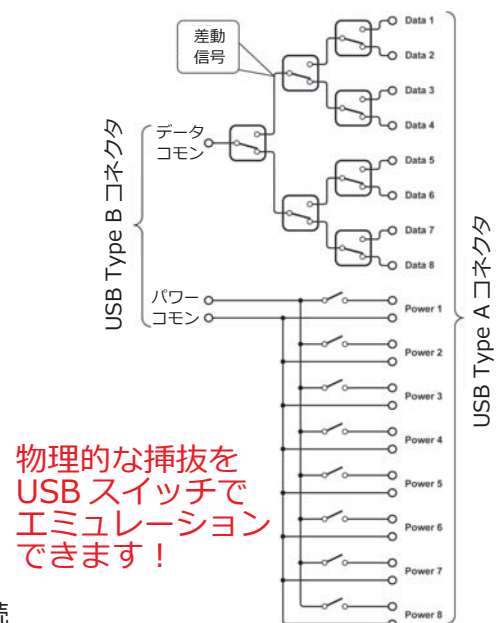 差動
信号
データ
コモン
USB Type B コネクタ
パワー
コモン
Data 1
Data 2
Data 3
Data 4
Data 5
Data 6
Data 7
Data 8
Power 1
Power 2
Power 3
Power 4
Power 5
Power 6
Power 7
Power 8
USB Type A コネクタ
物理的な挿抜を
USB スイッチで
エミュレーション
できます！
続